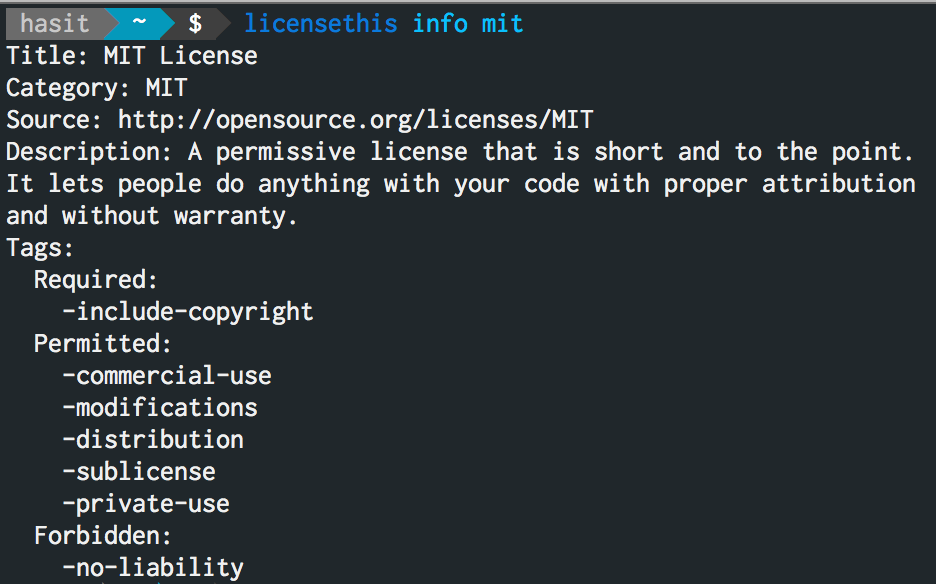 hasit ~ $ licensethis info mit
Title: MIT License
Category: MIT
Source: http://opensource.org/licenses/MIT
Description: A permissive license that is short and to the point.
It lets people do anything with your code with proper attribution
and without warranty.
Tags:
  Required:
    -include-copyright
  Permitted:
    -commercial-use
    -modifications
    -distribution
    -sublicense
    -private-use
  Forbidden:
    -no-liability